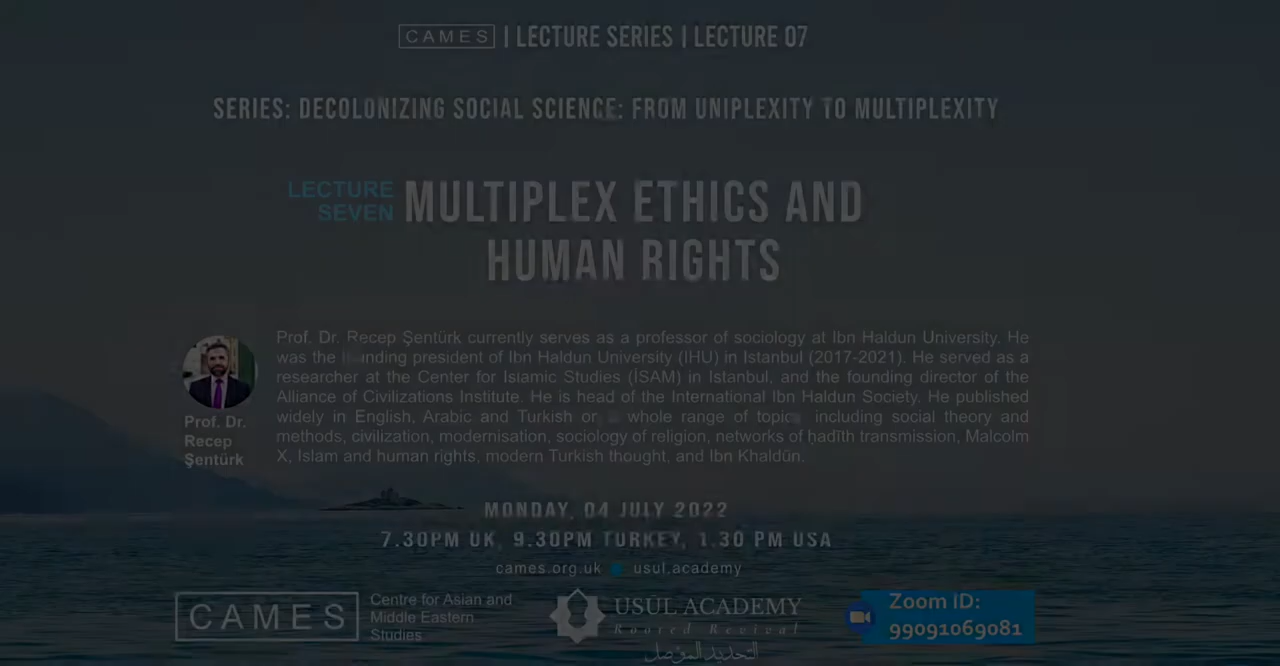 CAMES | LECTURE SERIES | LECTURE 07
SERIES: DECOLONIZING SOCIAL SCIENCE: FROM UNIPLEXITY TO MULTIPLEXITY
LECTURE SEVEN
MULTIPLEX ETHICS AND
HUMAN RIGHTS
Prof. Dr. Recep Şentürk currently serves as a professor of sociology at Ibn Haldun University. He
was the president of Ibn Haldun University (IHU) in Istanbul (2017-2021). He served as a
researcher at the Center for Islamic Studies (İSAM) in Istanbul, and the founding director of the
Alliance of Civilizations Institute. He is head of the International Ibn Haldun Society. He published
widely in English, Arabic and Turkish whole range of including social theory and
methods, civilization, modernisation, sociology of religion, networks of ḥadīth transmission, Malcolm
X, Islam and human rights, modern Turkish thought, and Ibn Khaldūn.
Prof. Dr.
Recep
Şentürk
MONDAY, 04 JULY 2022
7.30PM UK, 9.30PM TURKEY, 1.30 PM USA
cames.org.uk usul.academy
CAMES
Centre for Asian and
Middle Eastern
Studies
USŪL ACADEMY
Rooted Revival
Zoom ID:
99091069081